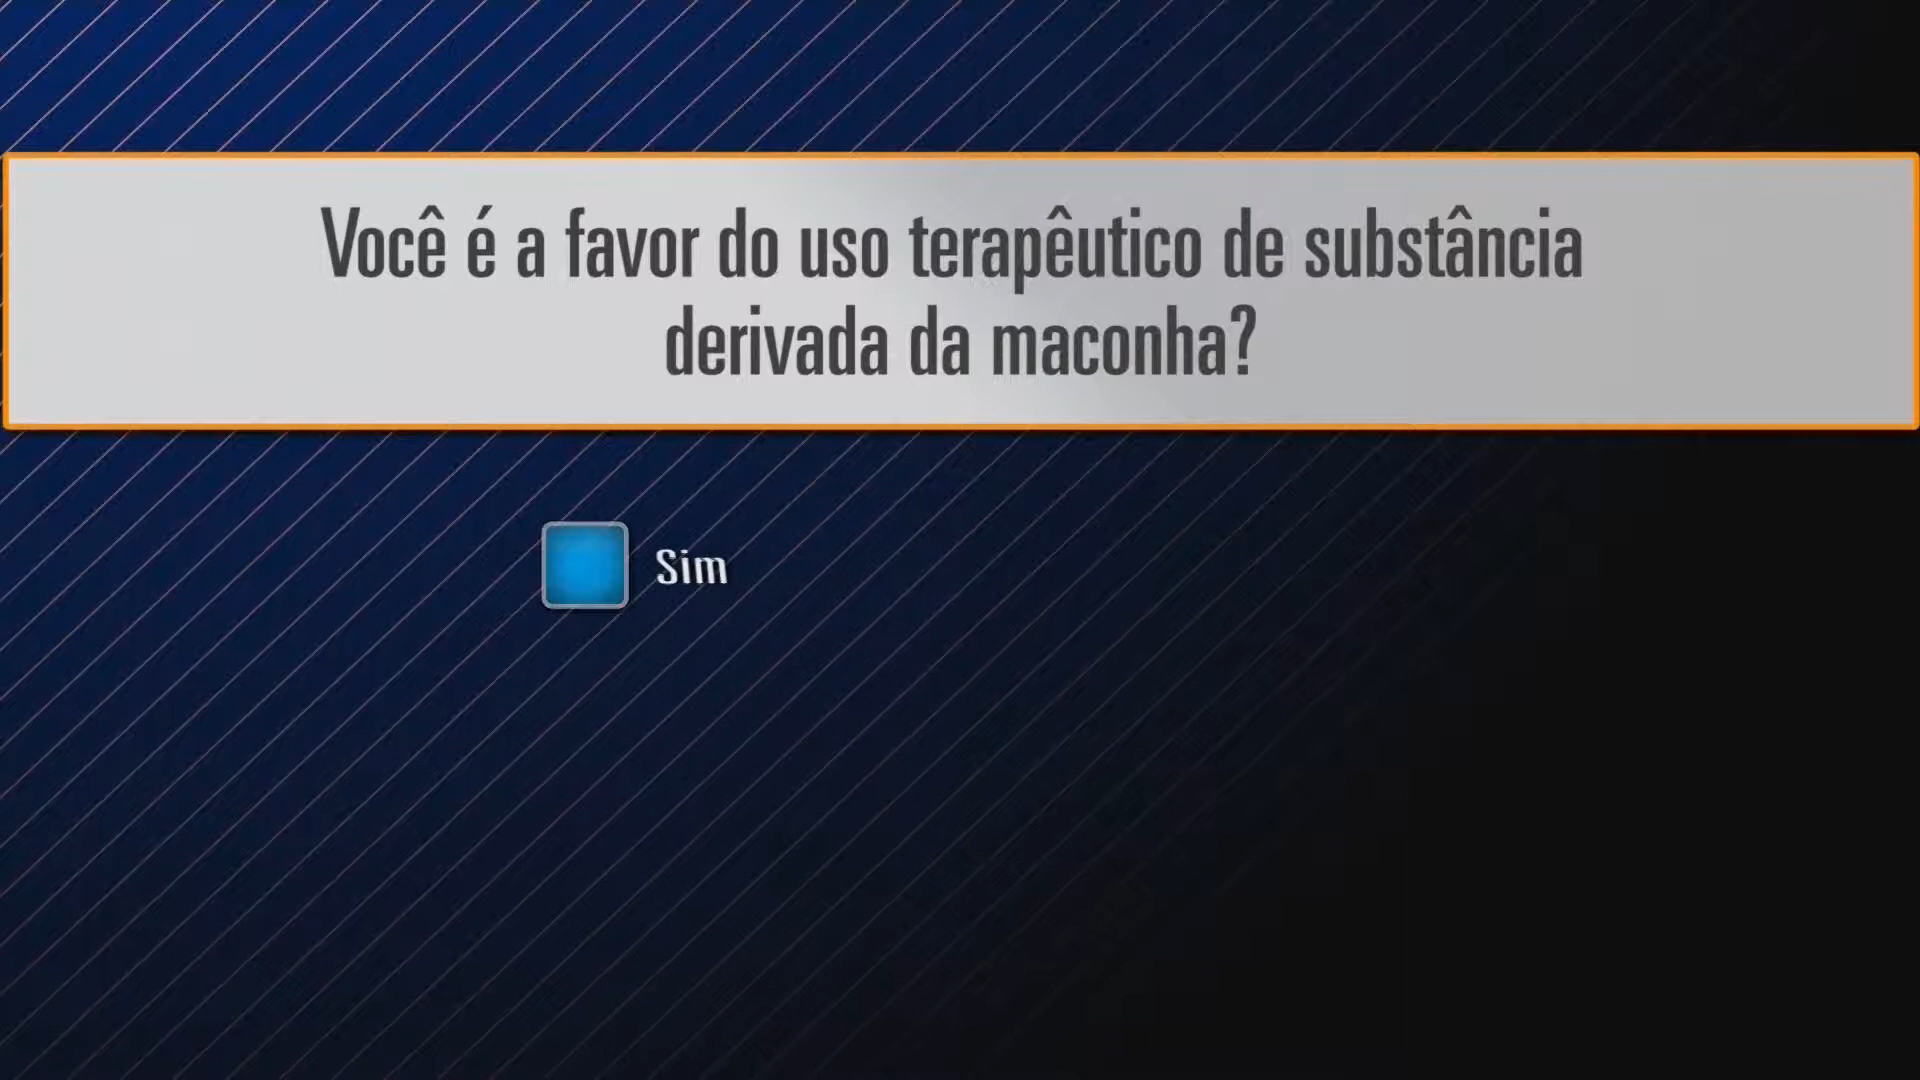 Você é a favor do uso terapêutico de substância
derivada da maconha?
Sim